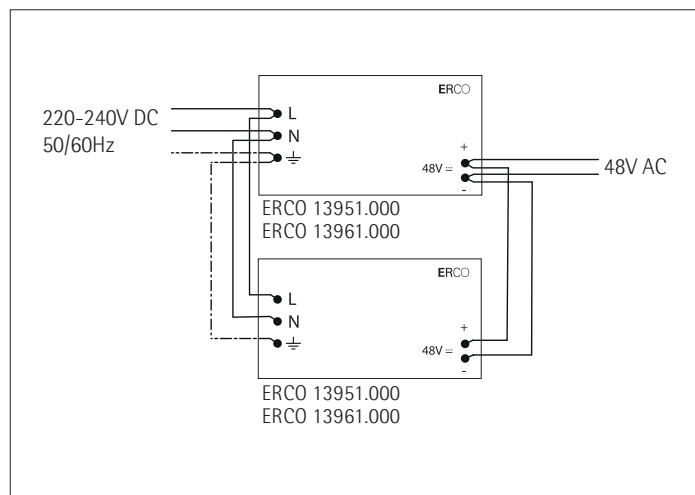 ERCO
220-240V DC
50/60Hz
L
N
+
48V ⎓
-
48V AC
ERCO 13951.000
ERCO 13961.000
ERCO
L
N
+
48V ⎓
-
ERCO 13951.000
ERCO 13961.000